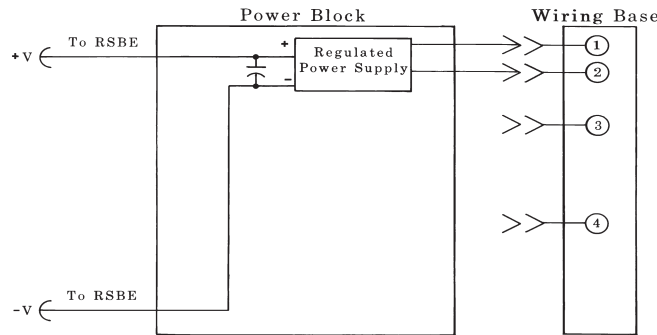 Power Block
Wiring Base
+V
To RSBE
+
-
Regulated
Power Supply
1
2
3
4
-V
To RSBE